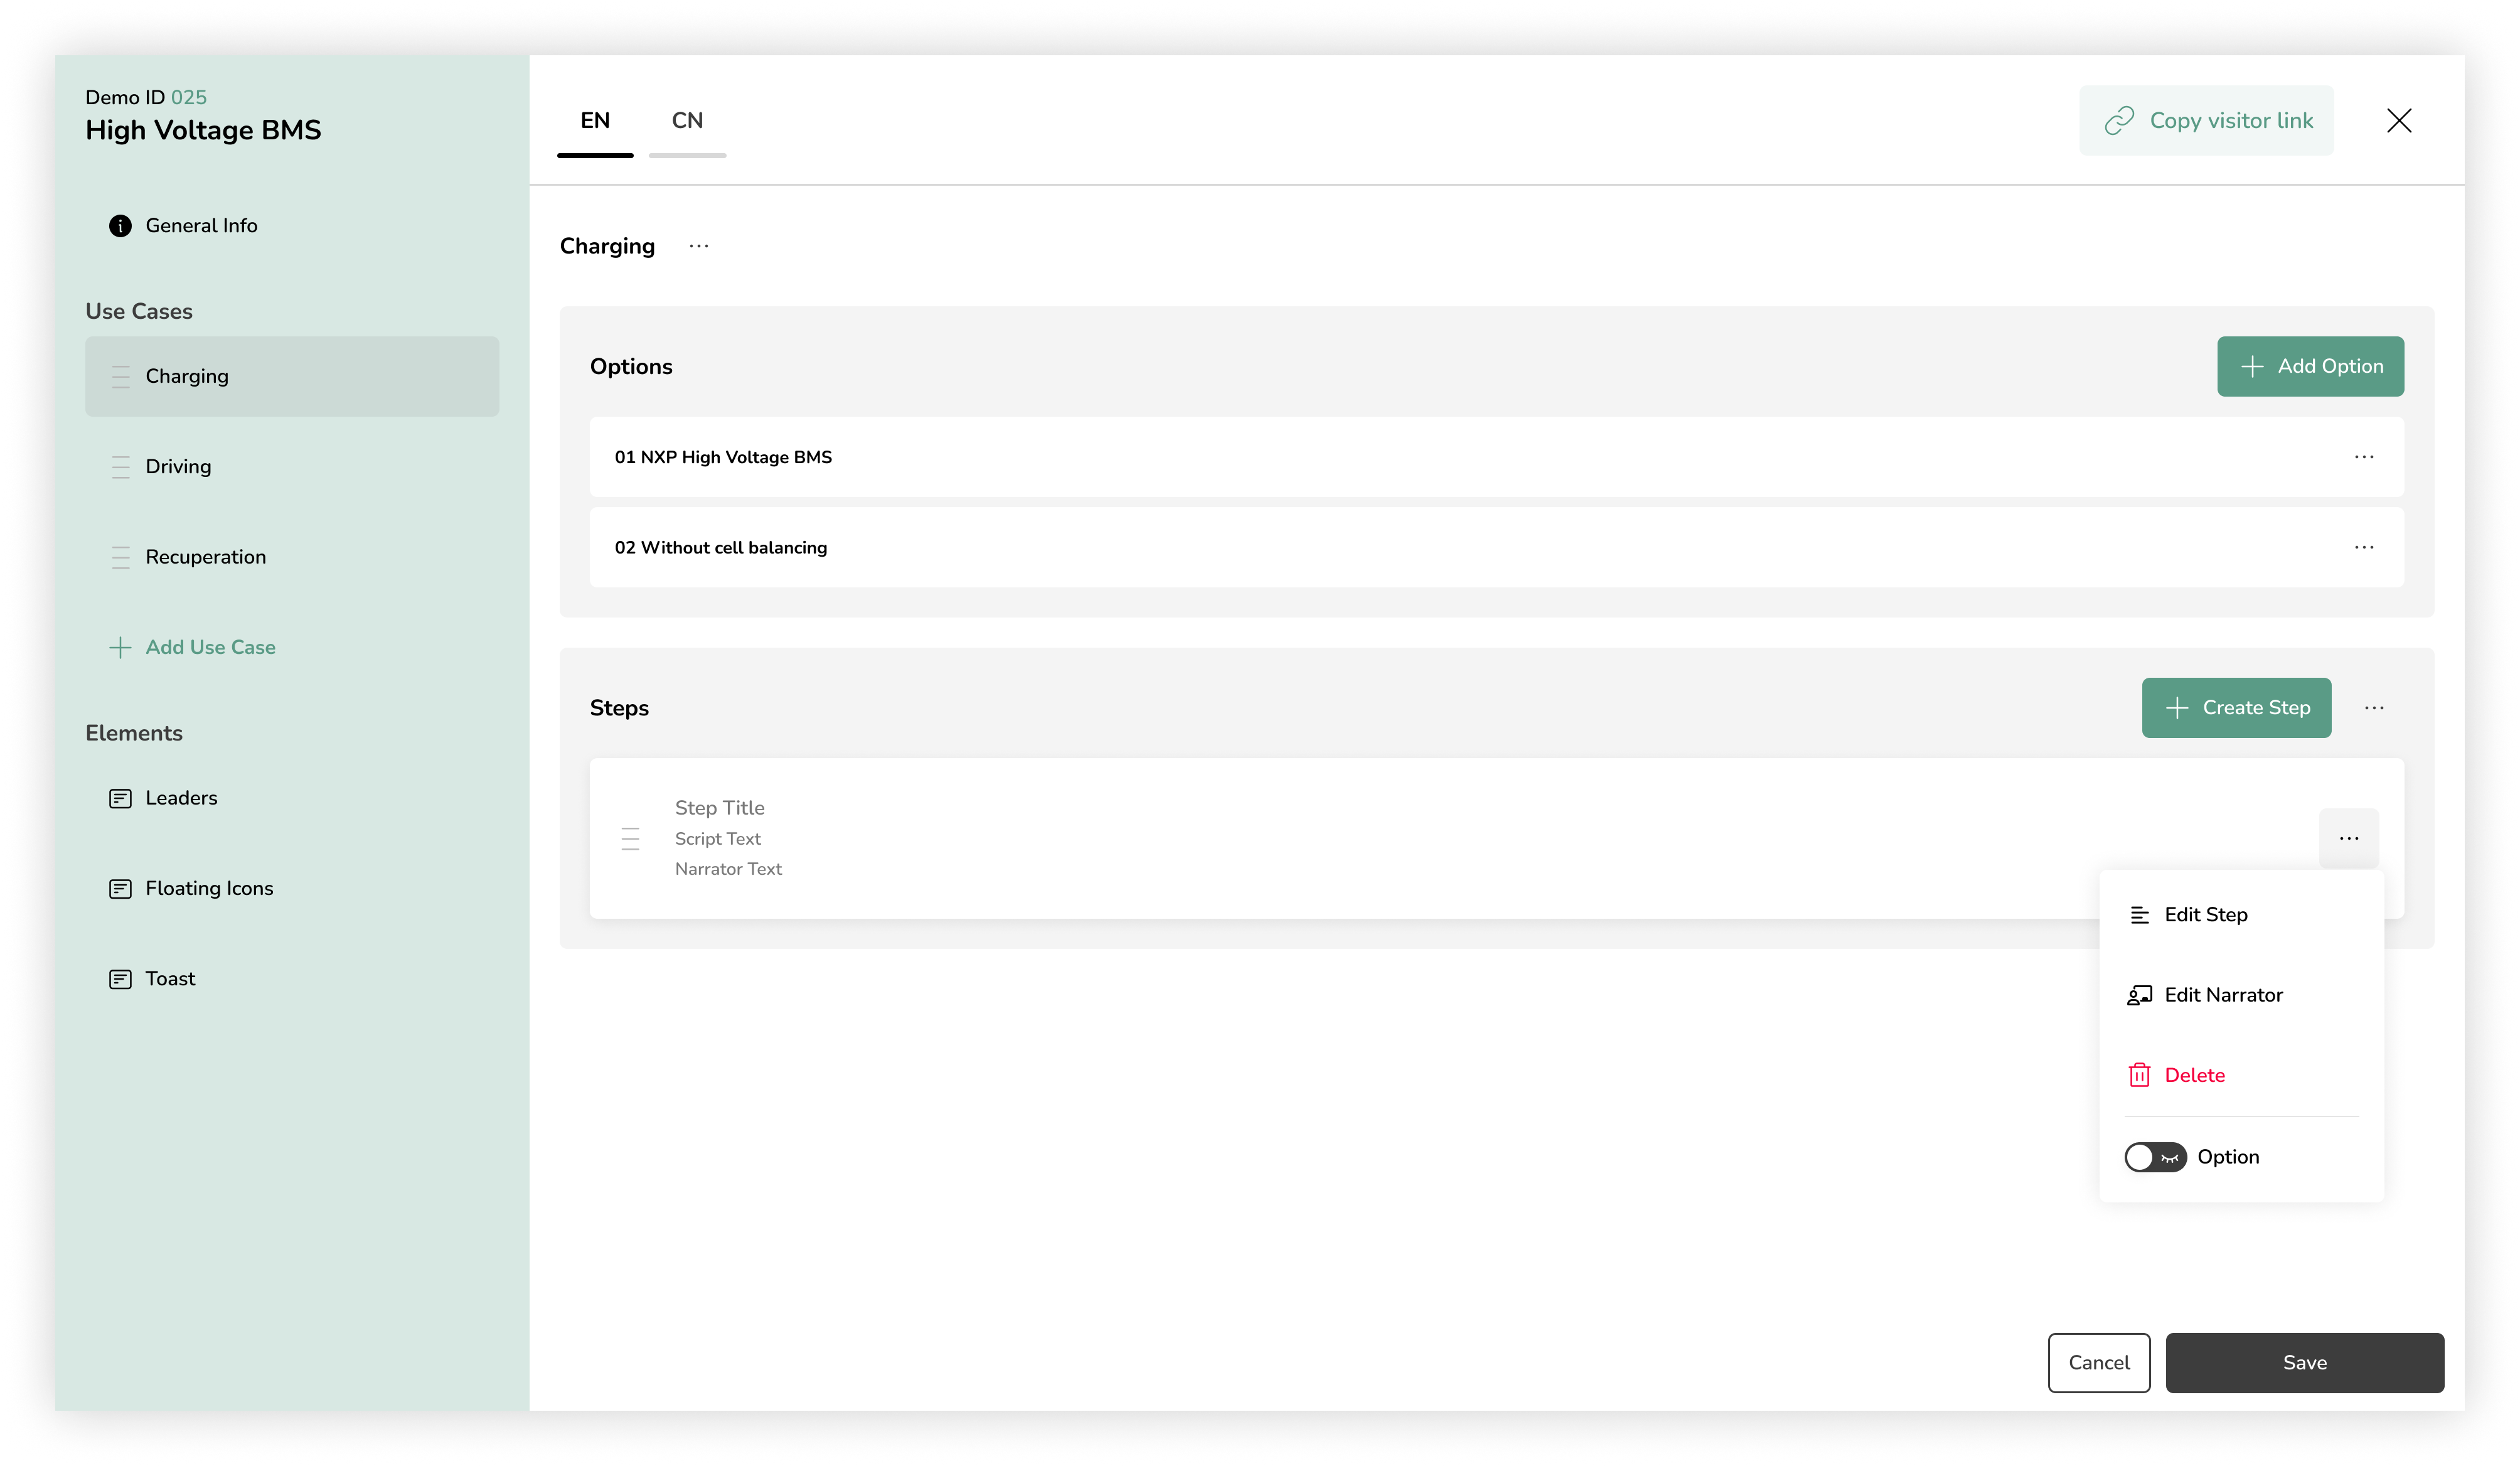 Demo ID 025
High Voltage BMS
General Info
Use Cases
Charging
Driving
Recuperation
Add Use Case
Elements
Leaders
Floating Icons
Toast
EN
CN
Copy visitor link
Charging
Options
Add Option
01 NXP High Voltage BMS
02 Without cell balancing
Steps
Create Step
Step Title
Script Text
Narrator Text
Edit Step
Edit Narrator
Delete
Option
Cancel
Save